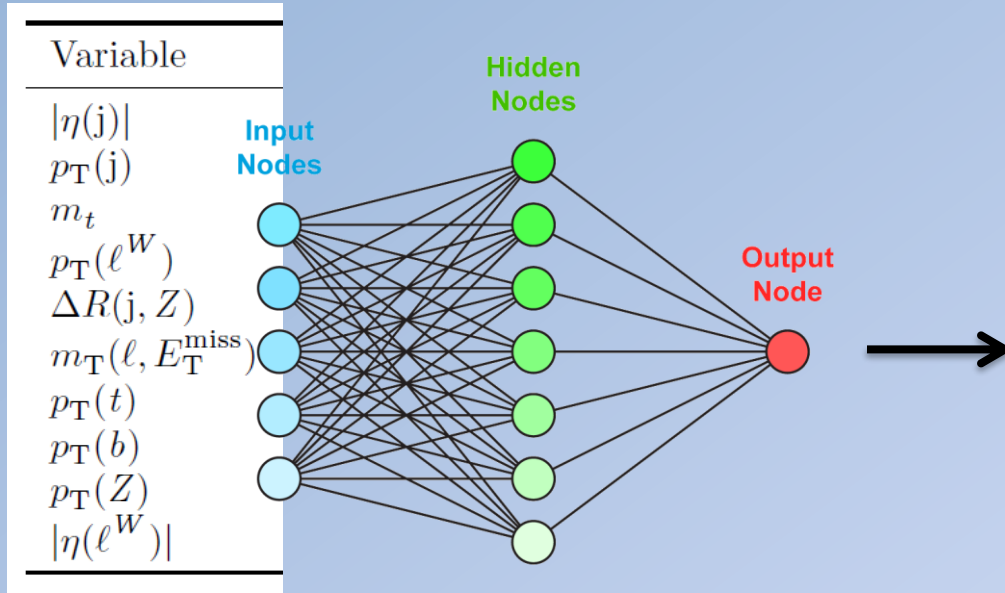 Variable
|η(j)|
p_T(j)
m_t
p_T(ℓ^W)
ΔR(j, Z)
m_T(ℓ, E_T^miss)
p_T(t)
p_T(b)
p_T(Z)
|η(ℓ^W)|
Input
Nodes
Hidden
Nodes
Output
Node